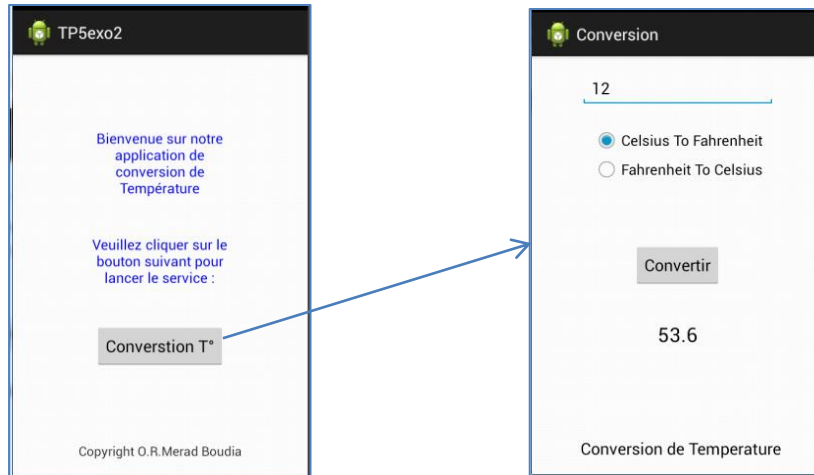 TP5exo2
Bienvenue sur notre
application de
conversion de
Température
Veuillez cliquer sur le
bouton suivant pour
lancer le service :
Converstion T°
Copyright O.R.Merad Boudia
Conversion
12
Celsius To Fahrenheit
Fahrenheit To Celsius
Convertir
53.6
Conversion de Temperature